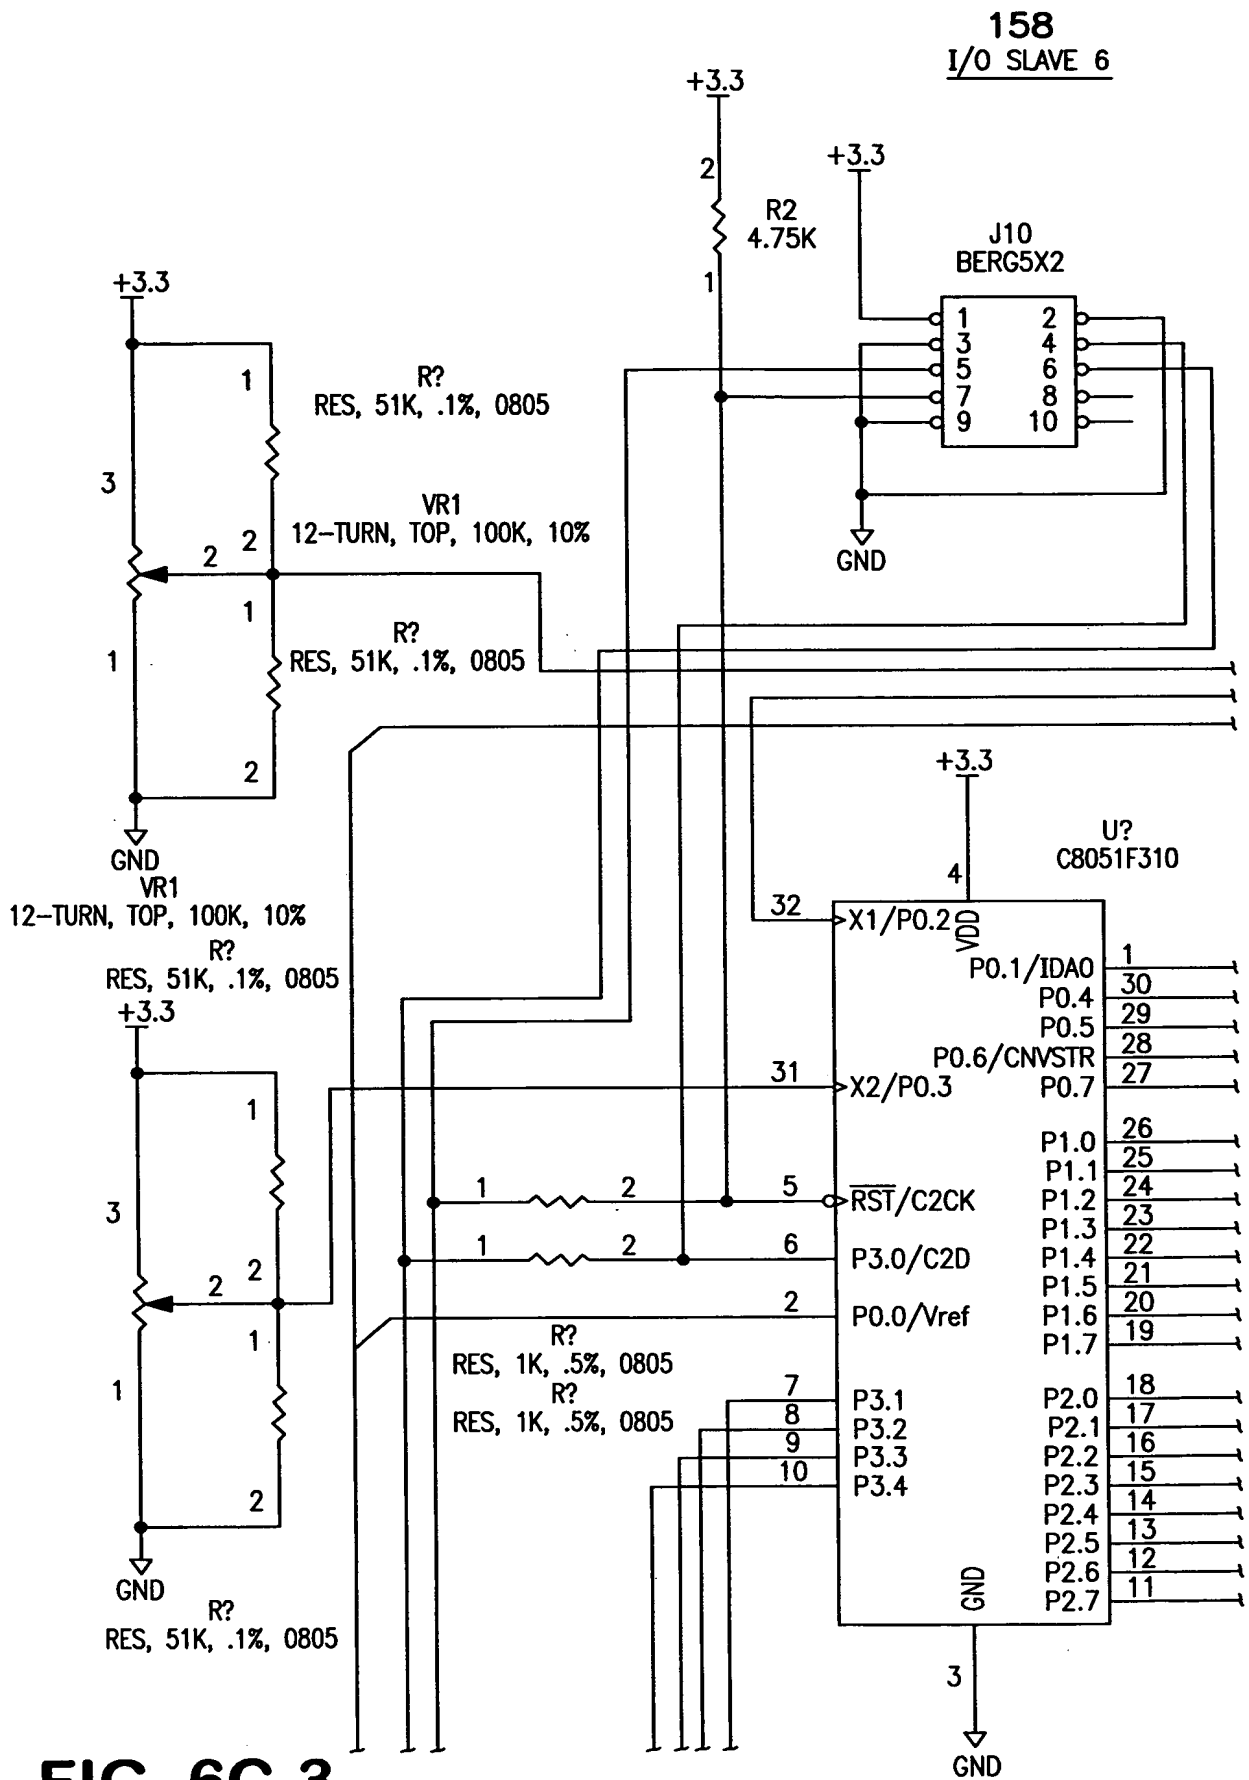 158
I/O SLAVE 6
+3.3
2
R2
4.75K
1
+3.3
J10
BERG5X2
1 2
3 4
5 6
7 8
9 10
GND
+3.3
1
R?
RES, 51K, .1%, 0805
3
VR1
12-TURN, TOP, 100K, 10%
2
2
1
R?
RES, 51K, .1%, 0805
1
2
GND
VR1
12-TURN, TOP, 100K, 10%
R?
RES, 51K, .1%, 0805
+3.3
1
3
2
2
1
1
2
GND
R?
RES, 51K, .1%, 0805
+3.3
U?
C8051F310
4
VDD
32 X1/P0.2
31 X2/P0.3
1 2 5 RST/C2CK
1 2 6 P3.0/C2D
2 P0.0/Vref
R?
RES, 1K, .5%, 0805
R?
RES, 1K, .5%, 0805
7 P3.1
8 P3.2
9 P3.3
10 P3.4
P0.1/IDA0 1
P0.4 30
P0.5 29
P0.6/CNVSTR 28
P0.7 27
P1.0 26
P1.1 25
P1.2 24
P1.3 23
P1.4 22
P1.5 21
P1.6 20
P1.7 19
P2.0 18
P2.1 17
P2.2 16
P2.3 15
P2.4 14
P2.5 13
P2.6 12
P2.7 11
GND
3
GND
FIG. 6C-3